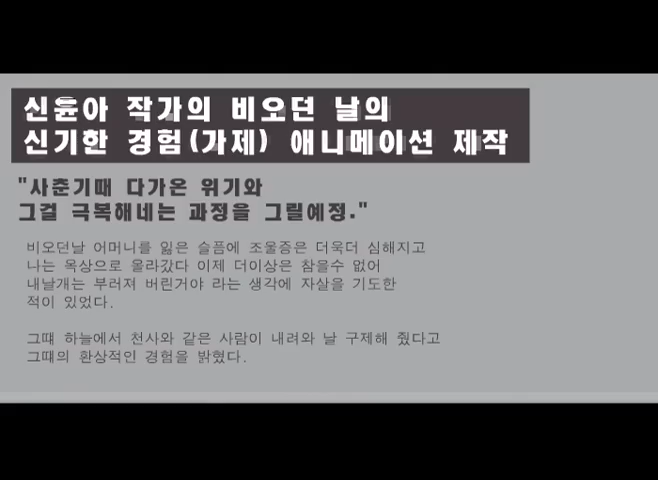 신윤아 작가의 비오던 날의
신기한 경험(가제) 애니메이션 제작
"사춘기때 다가온 위기와
그걸 극복해네는 과정을 그릴예정."
비오던날 어머니를 잃은 슬픔에 조울증은 더욱더 심해지고
나는 옥상으로 올라갔다 이제 더이상은 참을수 없어
내날개는 부러져 버린거야 라는 생각에 자살을 기도한
적이 있었다.
그떄 하늘에서 천사와 같은 사람이 내려와 날 구제해 줬다고
그떄의 환상적인 경험을 밝혔다.